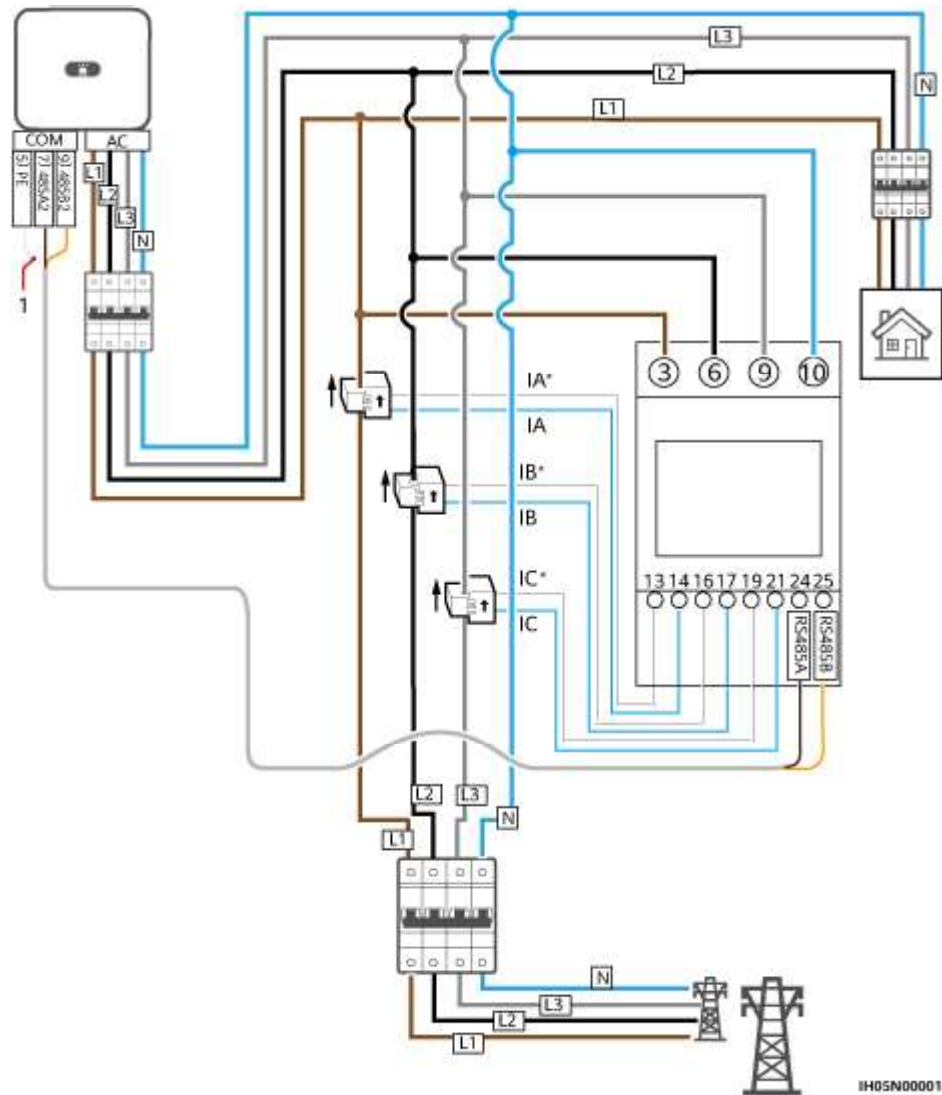 COM
AC
5) PE
7) 485A2
9) 485B2
L1
L2
L3
N
1
L3
L2
L1
N
3
6
9
10
IA*
IA
IB*
IB
IC*
IC
13 14 16 17 19 21 24 25
RS485A
RS485B
L2
L3
N
L1
N
L3
L2
L1
IH05N00001